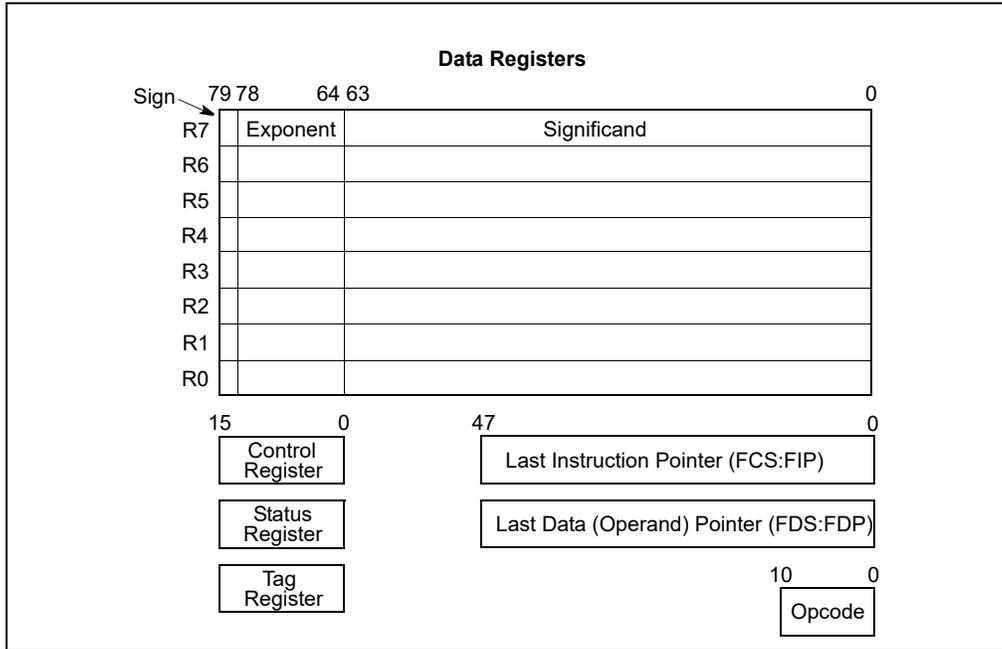 Data Registers
Sign 79 78 64 63 0
R7 Exponent Significand
R6
R5
R4
R3
R2
R1
R0
15 0 47 0
Control
Register
Last Instruction Pointer (FCS:FIP)
Status
Register
Last Data (Operand) Pointer (FDS:FDP)
Tag
Register
10 0
Opcode